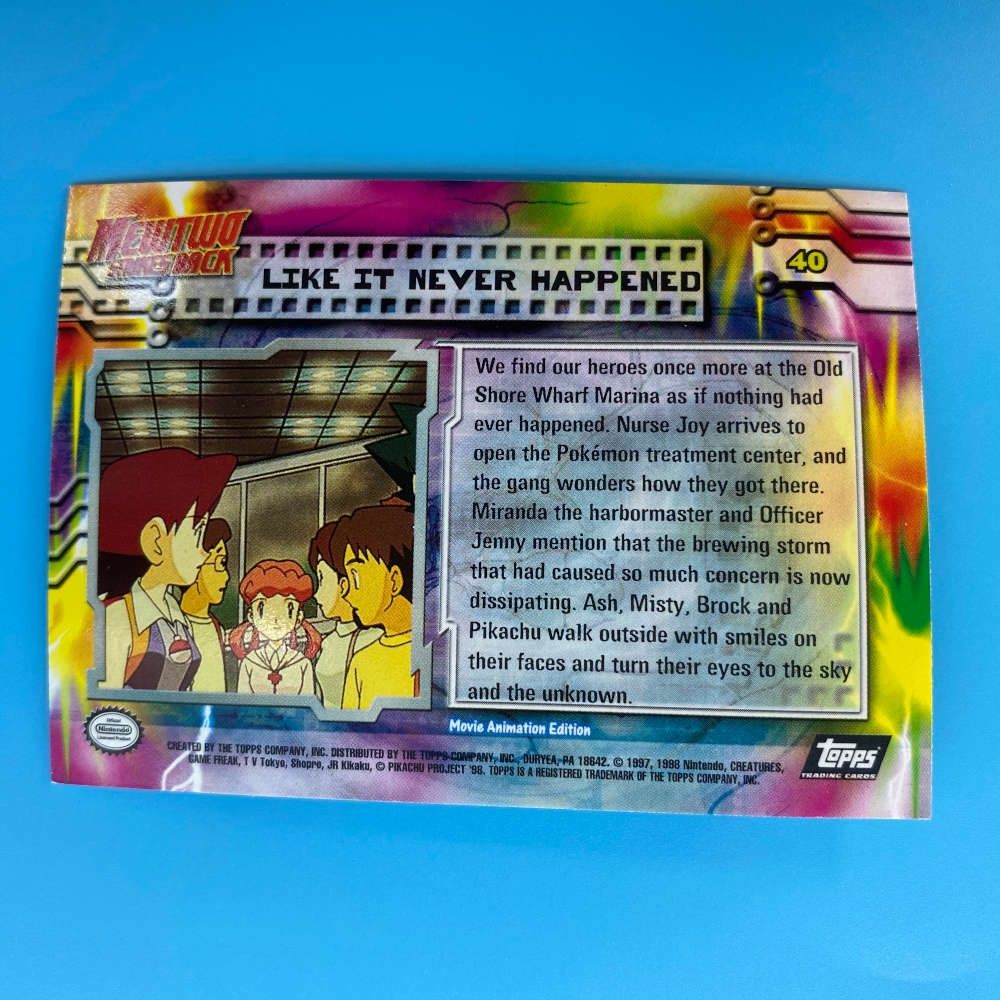 MEWTWO
STRIKES BACK
LIKE IT NEVER HAPPENED
40
We find our heroes once more at the Old
Shore Wharf Marina as if nothing had
ever happened. Nurse Joy arrives to
open the Pokémon treatment center, and
the gang wonders how they got there.
Miranda the harbormaster and Officer
Jenny mention that the brewing storm
that had caused so much concern is now
dissipating. Ash, Misty, Brock and
Pikachu walk outside with smiles on
their faces and turn their eyes to the sky
and the unknown.
Movie Animation Edition
Official
Nintendo
Licensed Product
CREATED BY THE TOPPS COMPANY, INC. DISTRIBUTED BY THE TOPPS COMPANY, INC., DURYEA, PA 18642. © 1997, 1998 Nintendo, CREATURES,
GAME FREAK, T V Tokyo, Shopro, JR Kikaku, © PIKACHU PROJECT '98. TOPPS IS A REGISTERED TRADEMARK OF THE TOPPS COMPANY, INC.
Topps
TRADING CARDS